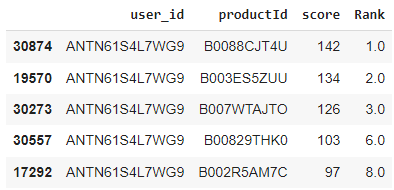 user_id productId score Rank
30874 ANTN61S4L7WG9 B0088CJT4U 142 1.0
19570 ANTN61S4L7WG9 B003ES5ZUU 134 2.0
30273 ANTN61S4L7WG9 B007WTAJTO 126 3.0
30557 ANTN61S4L7WG9 B00829THK0 103 6.0
17292 ANTN61S4L7WG9 B002R5AM7C 97 8.0